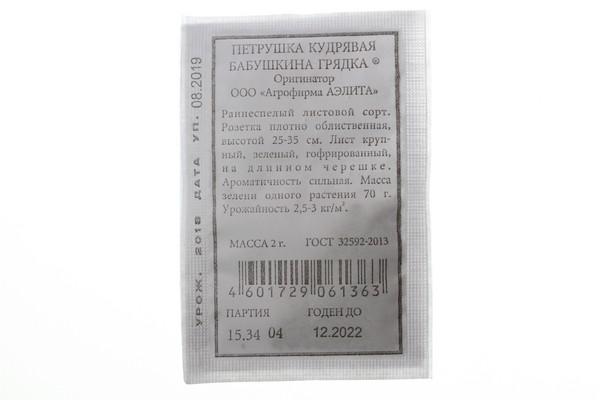 ПЕТРУШКА КУДРЯВАЯ
БАБУШКИНА ГРЯДКА ®
Оригинатор
ООО «Агрофирма АЭЛИТА»
Раннеспелый листовой сорт.
Розетка плотно облиственная,
высотой 25-35 см. Лист круп-
ный, зеленый, гофрированный,
на длинном черешке.
Ароматичность сильная. Масса
зелени одного растения 70 г.
Урожайность 2,5-3 кг/м².
МАССА 2 г. ГОСТ 32592-2013
4 601729 061363
ПАРТИЯ ГОДЕН ДО
15.34 04 12.2022
УРОЖ. 2018 ДАТА УП. 08.2019